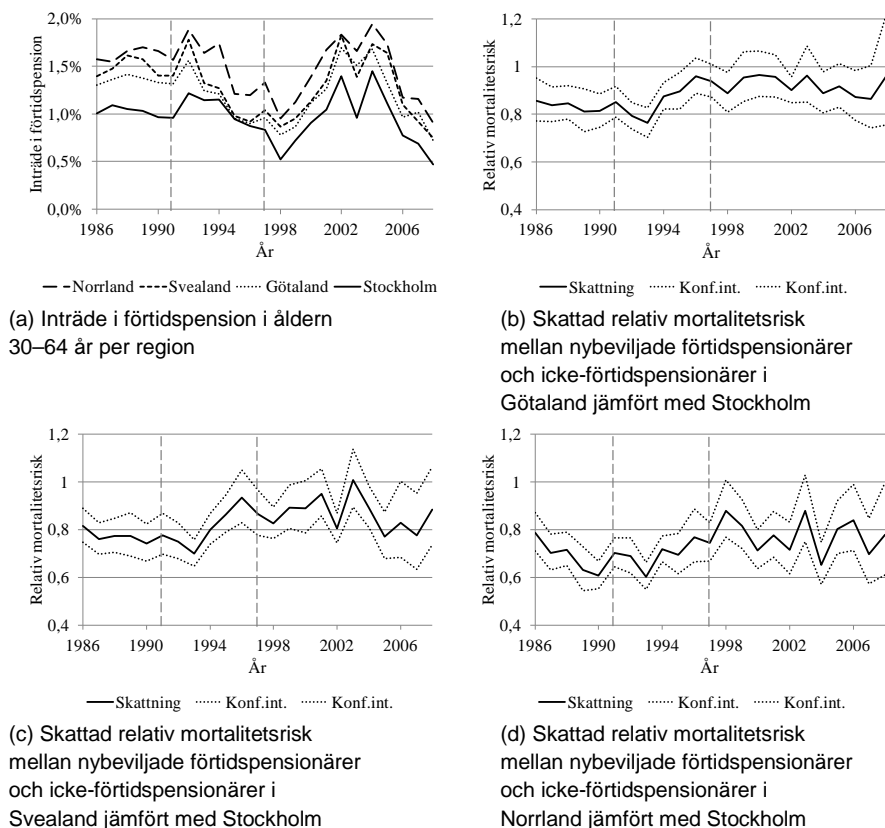 2,0%
1,5%
1,0%
0,5%
0,0%
Inträde i förtidspension
1986 1990 1994 1998 2002 2006
År
Norrland Svealand Götaland Stockholm
(a) Inträde i förtidspension i åldern
30–64 år per region
1,2
1
0,8
0,6
0,4
Relativ mortalitetsrisk
1986 1990 1994 1998 2002 2006
År
Skattning Konf.int. Konf.int.
(b) Skattad relativ mortalitetsrisk
mellan nybeviljade förtidspensionärer
och icke-förtidspensionärer i
Götaland jämfört med Stockholm
1,2
1
0,8
0,6
0,4
Relativ mortalitetsrisk
1986 1990 1994 1998 2002 2006
År
Skattning Konf.int. Konf.int.
(c) Skattad relativ mortalitetsrisk
mellan nybeviljade förtidspensionärer
och icke-förtidspensionärer i
Svealand jämfört med Stockholm
1,2
1
0,8
0,6
0,4
Relativ mortalitetsrisk
1986 1990 1994 1998 2002 2006
År
Skattning Konf.int. Konf.int.
(d) Skattad relativ mortalitetsrisk
mellan nybeviljade förtidspensionärer
och icke-förtidspensionärer i
Norrland jämfört med Stockholm